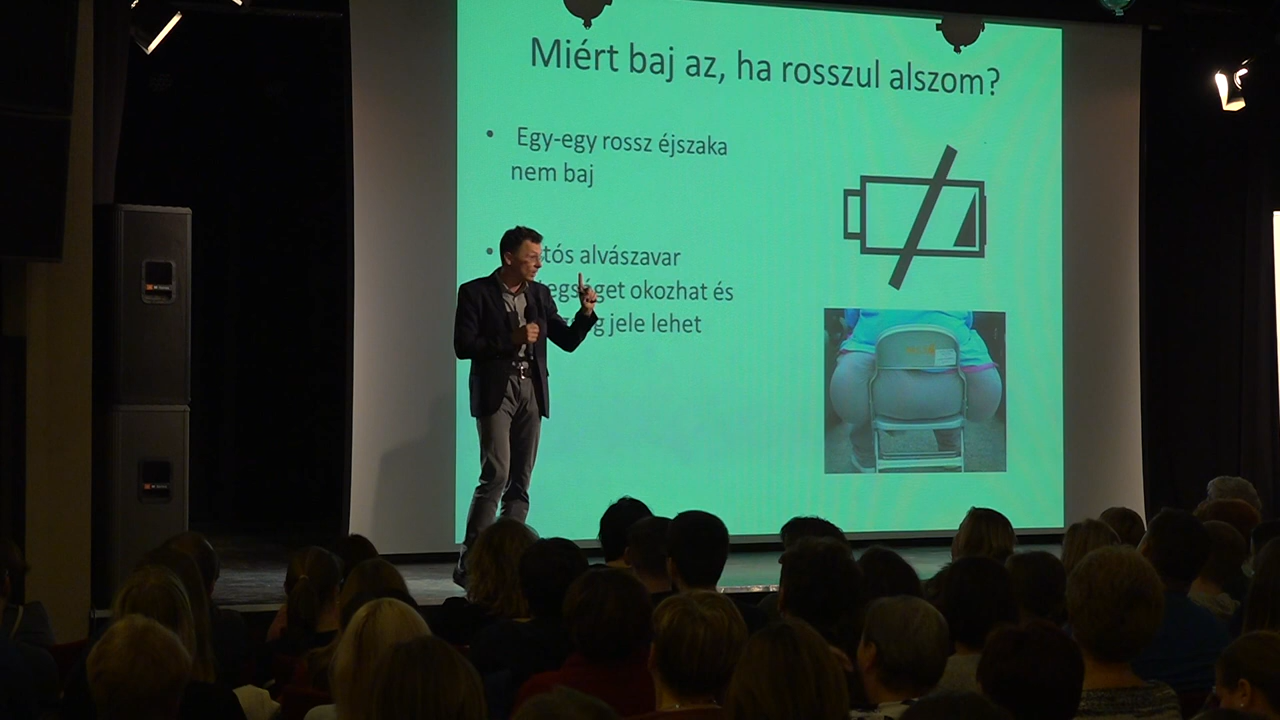 Miért baj az, ha rosszul alszom?
• Egy-egy rossz éjszaka
nem baj
• alvászavar
okozhat és
jele lehet